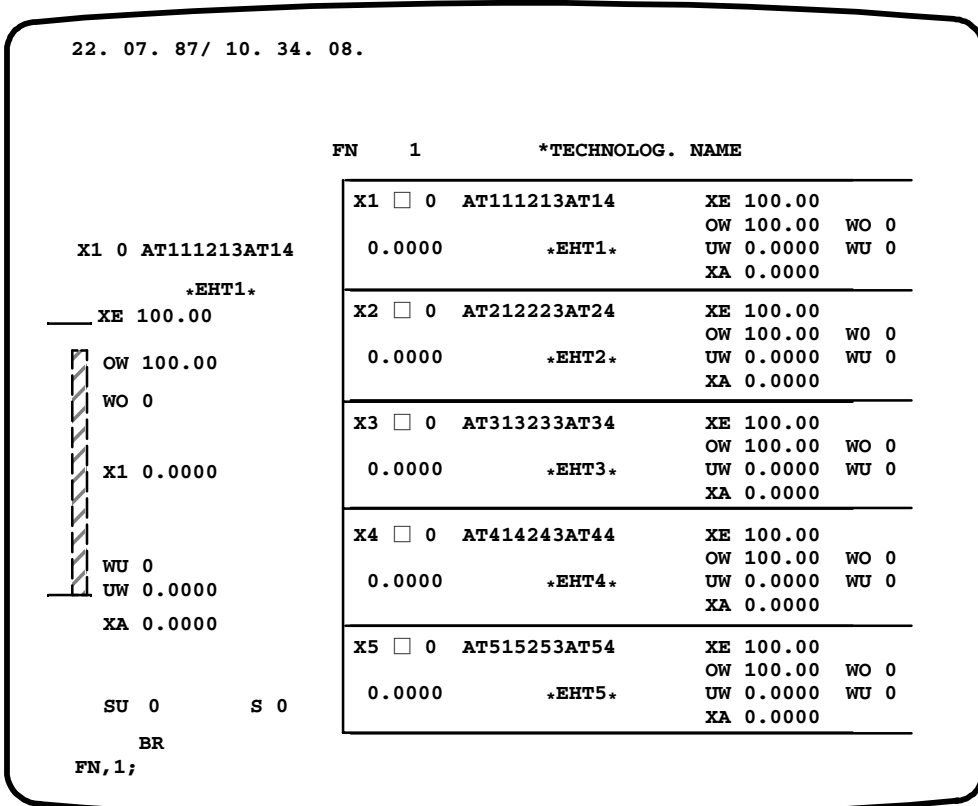 22. 07. 87/ 10. 34. 08.
FN 1 *TECHNOLOG. NAME
X1 0 AT111213AT14
*EHT1*
XE 100.00
OW 100.00
WO 0
X1 0.0000
WU 0
UW 0.0000
XA 0.0000
SU 0 S 0
BR
FN,1;
X1 □ 0 AT111213AT14 XE 100.00
OW 100.00 WO 0
0.0000 *EHT1* UW 0.0000 WU 0
XA 0.0000
X2 □ 0 AT212223AT24 XE 100.00
OW 100.00 W0 0
0.0000 *EHT2* UW 0.0000 WU 0
XA 0.0000
X3 □ 0 AT313233AT34 XE 100.00
OW 100.00 WO 0
0.0000 *EHT3* UW 0.0000 WU 0
XA 0.0000
X4 □ 0 AT414243AT44 XE 100.00
OW 100.00 WO 0
0.0000 *EHT4* UW 0.0000 WU 0
XA 0.0000
X5 □ 0 AT515253AT54 XE 100.00
OW 100.00 WO 0
0.0000 *EHT5* UW 0.0000 WU 0
XA 0.0000